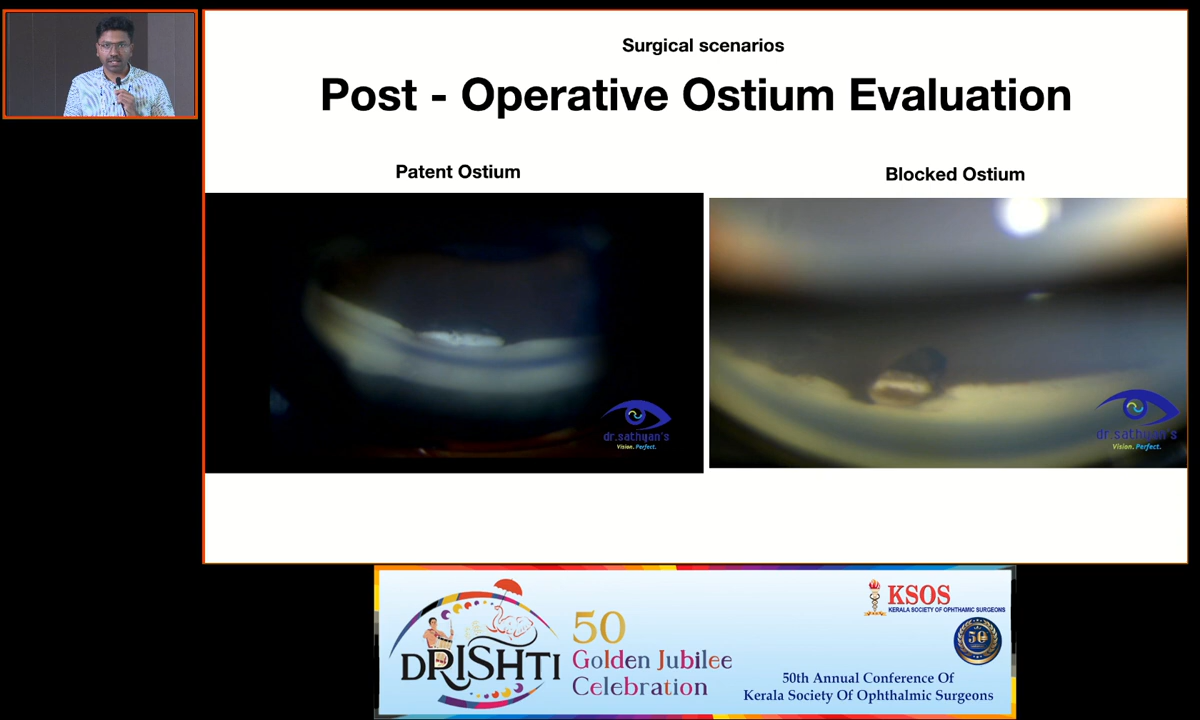 Surgical scenarios
Post - Operative Ostium Evaluation
Patent Ostium
Blocked Ostium
dr.sathyan's
Vision. Perfect.
dr.sathyan's
Vision. Perfect.
DRISHTI
50
Golden Jubilee
Celebration
KSOS
KERALA SOCIETY OF OPHTHAMIC SURGEONS
50
50th Annual Conference Of
Kerala Society Of Ophthalmic Surgeons